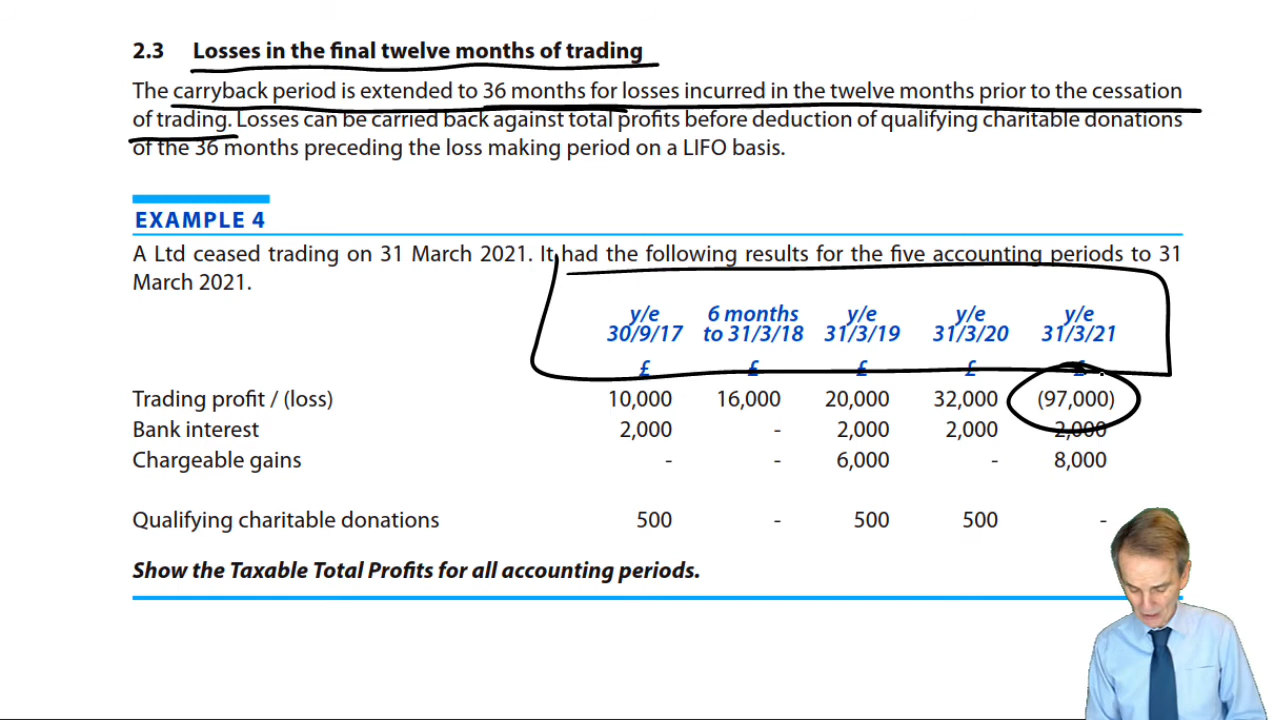 2.3 Losses in the final twelve months of trading
The carryback period is extended to 36 months for losses incurred in the twelve months prior to the cessation
of trading. Losses can be carried back against total profits before deduction of qualifying charitable donations
of the 36 months preceding the loss making period on a LIFO basis.
EXAMPLE 4
A Ltd ceased trading on 31 March 2021. It had the following results for the five accounting periods to 31
March 2021.
y/e 6 months y/e y/e y/e
30/9/17 to 31/3/18 31/3/19 31/3/20 31/3/21
£ £ £ £ £
Trading profit / (loss) 10,000 16,000 20,000 32,000 (97,000)
Bank interest 2,000 - 2,000 2,000 2,000
Chargeable gains - - 6,000 - 8,000
Qualifying charitable donations 500 - 500 500 -
Show the Taxable Total Profits for all accounting periods.